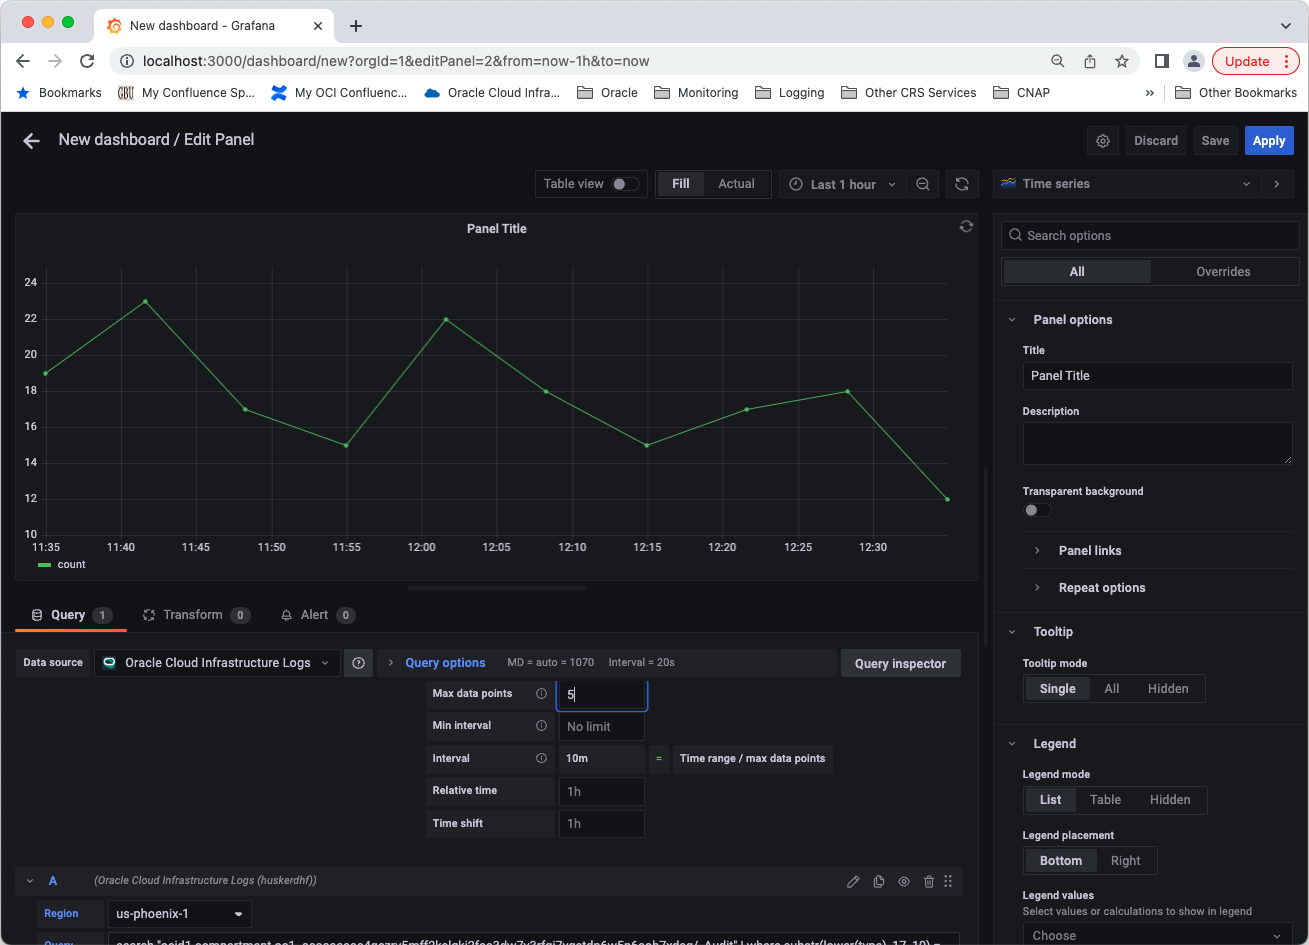 New dashboard - Grafana
localhost:3000/dashboard/new?orgId=1&editPanel=2&from=now-1h&to=now
Update
Bookmarks My Confluence Sp... My OCI Confluenc... Oracle Cloud Infra... Oracle Monitoring Logging Other CRS Services CNAP » Other Bookmarks
New dashboard / Edit Panel
Discard Save Apply
Table view Fill Actual Last 1 hour Time series
Panel Title
Search options
All Overrides
24
22
20
18
16
14
12
10
11:35 11:40 11:45 11:50 11:55 12:00 12:05 12:10 12:15 12:20 12:25 12:30
count
Panel options
Title
Panel Title
Description
Transparent background
Panel links
Repeat options
Query 1 Transform 0 Alert 0
Data source Oracle Cloud Infrastructure Logs Query options MD = auto = 1070 Interval = 20s Query inspector
Max data points 5
Min interval No limit
Interval 10m = Time range / max data points
Relative time 1h
Time shift 1h
A (Oracle Cloud Infrastructure Logs (huskerdhf))
Region us-phoenix-1
Query
Tooltip
Tooltip mode
Single All Hidden
Legend
Legend mode
List Table Hidden
Legend placement
Bottom Right
Legend values
Select values or calculations to show in legend
Choose